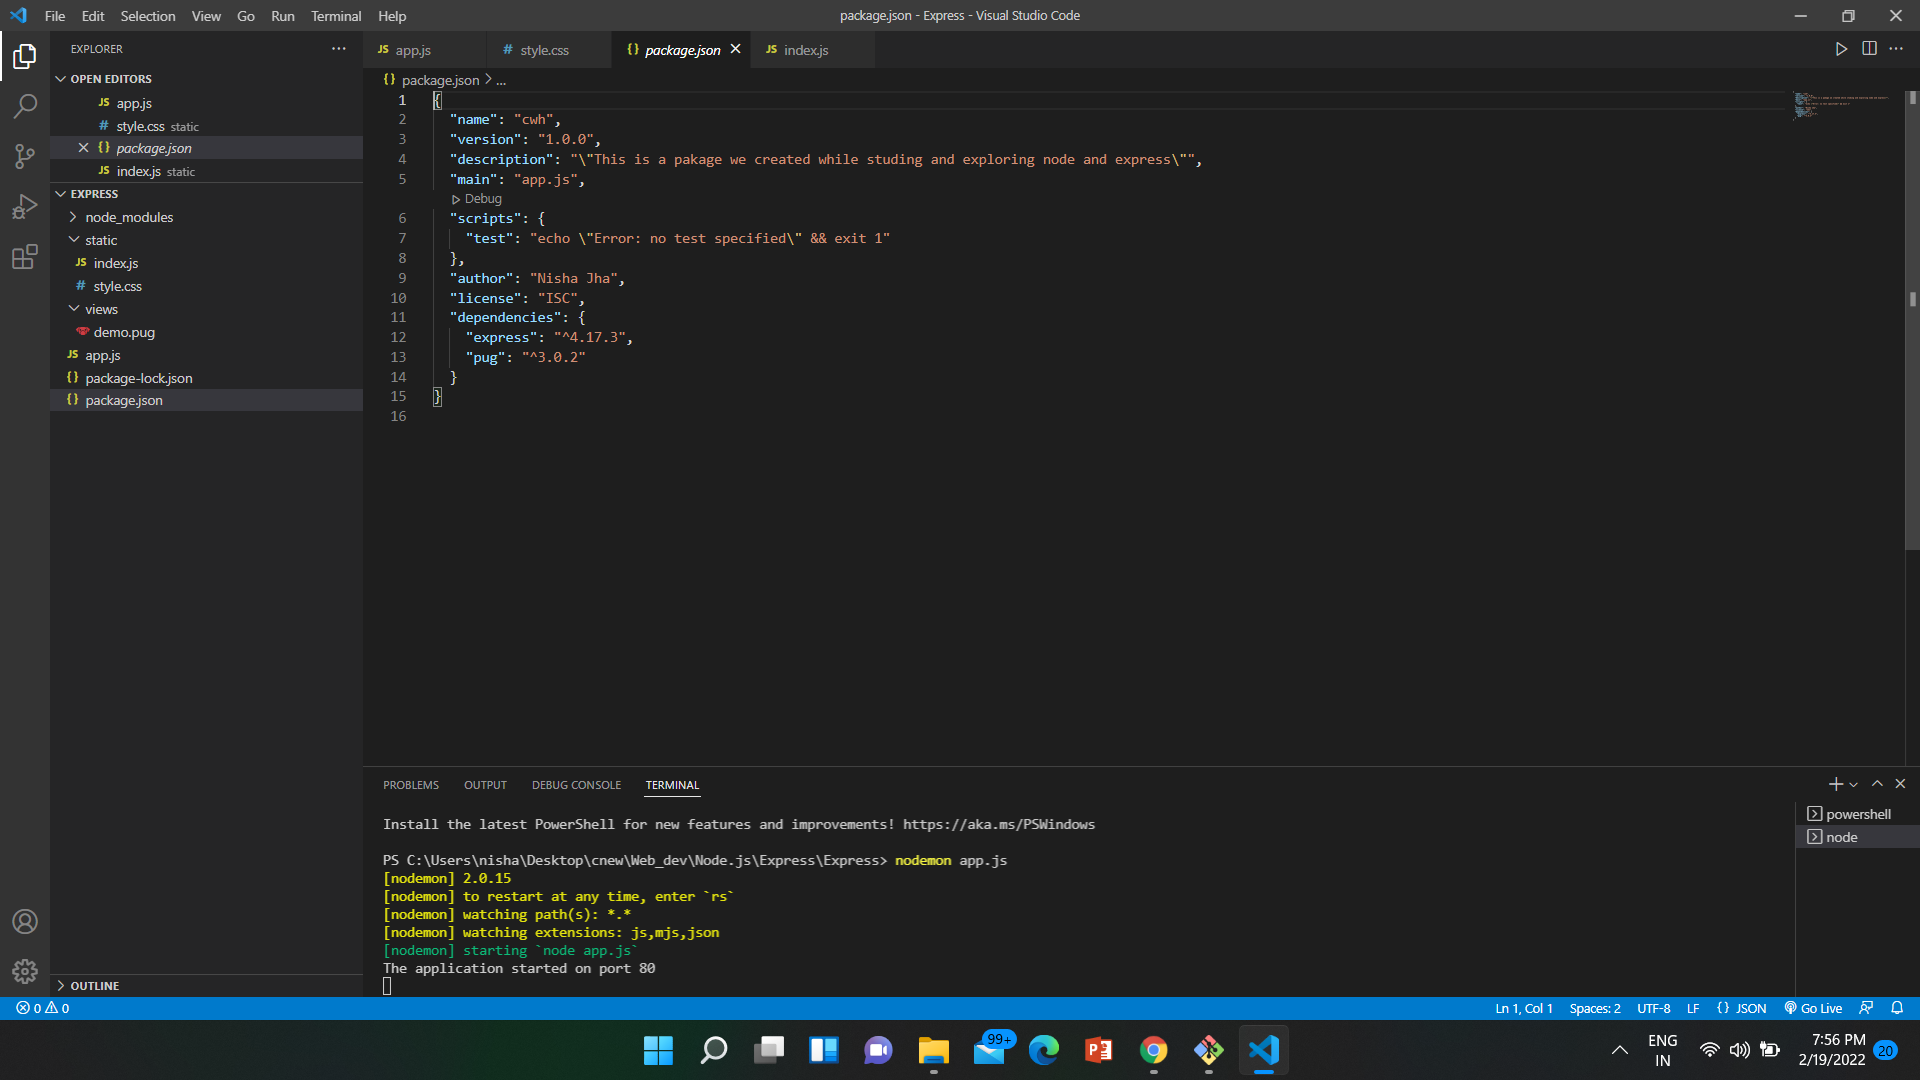 File Edit Selection View Go Run Terminal Help
package.json - Express - Visual Studio Code
EXPLORER
OPEN EDITORS
JS app.js
# style.css static
{} package.json
JS index.js static
EXPRESS
node_modules
static
JS index.js
# style.css
views
demo.pug
JS app.js
{} package-lock.json
{} package.json
OUTLINE
JS app.js # style.css {} package.json JS index.js
{} package.json > ...
1 {
2 "name": "cwh",
3 "version": "1.0.0",
4 "description": "\"This is a pakage we created while studing and exploring node and express\"",
5 "main": "app.js",
Debug
6 "scripts": {
7 "test": "echo \"Error: no test specified\" && exit 1"
8 },
9 "author": "Nisha Jha",
10 "license": "ISC",
11 "dependencies": {
12 "express": "^4.17.3",
13 "pug": "^3.0.2"
14 }
15 }
16
PROBLEMS OUTPUT DEBUG CONSOLE TERMINAL
Install the latest PowerShell for new features and improvements! https://aka.ms/PSWindows
PS C:\Users\nisha\Desktop\cnew\Web_dev\Node.js\Express\Express> nodemon app.js
[nodemon] 2.0.15
[nodemon] to restart at any time, enter `rs`
[nodemon] watching path(s): *.*
[nodemon] watching extensions: js,mjs,json
[nodemon] starting `node app.js`
The application started on port 80
powershell
node
0 0
Ln 1, Col 1 Spaces: 2 UTF-8 LF {} JSON Go Live
99+
P
ENG
IN
7:56 PM
2/19/2022
20